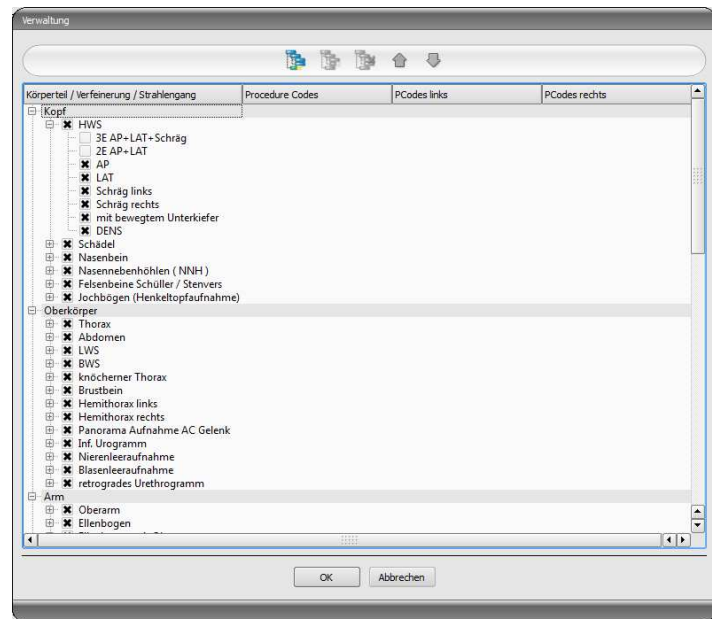 Verwaltung
Körperteil / Verfeinerung / Strahlengang Procedure Codes PCodes links PCodes rechts
Kopf
HWS
3E AP+LAT+Schräg
2E AP+LAT
AP
LAT
Schräg links
Schräg rechts
mit bewegtem Unterkiefer
DENS
Schädel
Nasenbein
Nasennebenhöhlen ( NNH )
Felsenbeine Schüller / Stenvers
Jochbögen (Henkeltopfaufnahme)
Oberkörper
Thorax
Abdomen
LWS
BWS
knöcherner Thorax
Brustbein
Hemithorax links
Hemithorax rechts
Panorama Aufnahme AC Gelenk
Inf. Urogramm
Nierenleeraufnahme
Blasenleeraufnahme
retrogrades Urethrogramm
Arm
Oberarm
Ellenbogen
OK Abbrechen